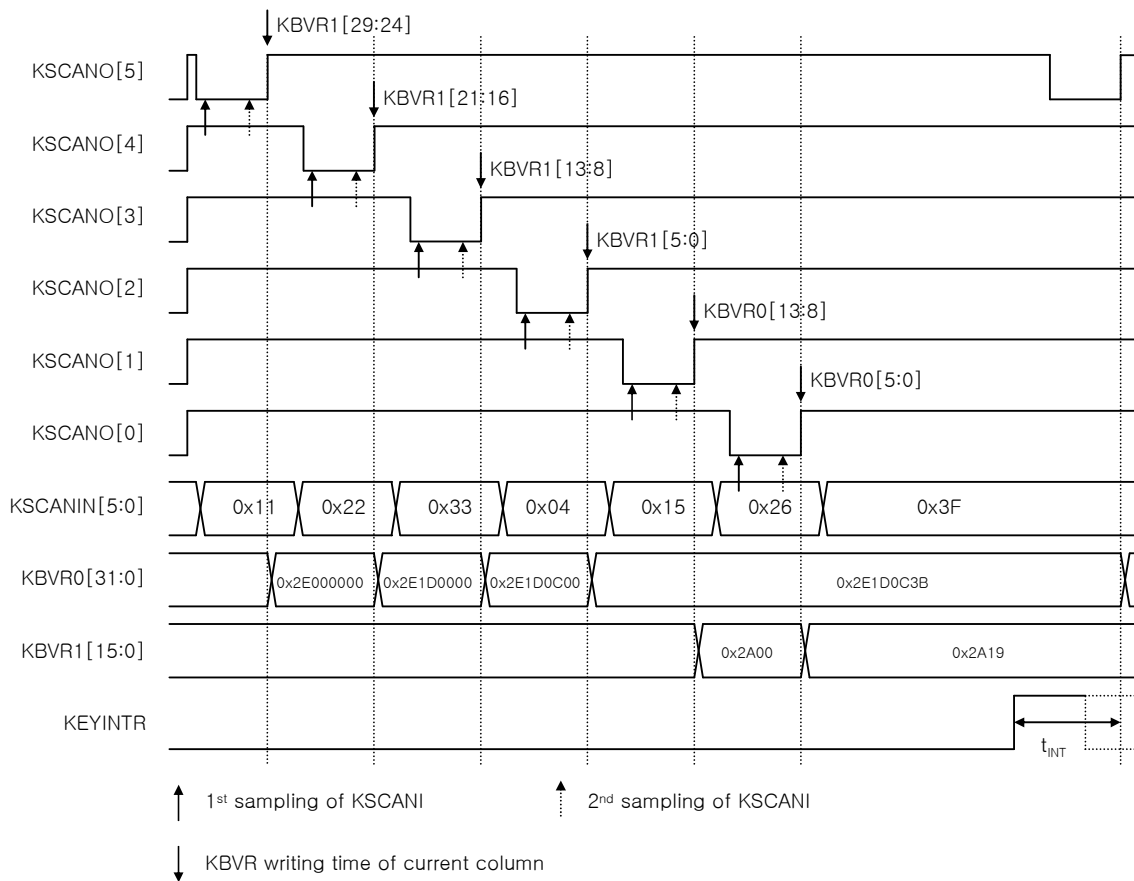 KBVR1[29:24]
KSCANO[5]
KBVR1[21:16]
KSCANO[4]
KBVR1[13:8]
KSCANO[3]
KBVR1[5:0]
KSCANO[2]
KBVR0[13:8]
KSCANO[1]
KBVR0[5:0]
KSCANO[0]
KSCANIN[5:0] 0x11 0x22 0x33 0x04 0x15 0x26 0x3F
KBVR0[31:0] 0x2E000000 0x2E1D0000 0x2E1D0C00 0x2E1D0C3B
KBVR1[15:0] 0x2A00 0x2A19
KEYINTR
tINT
1st sampling of KSCANI 2nd sampling of KSCANI
KBVR writing time of current column